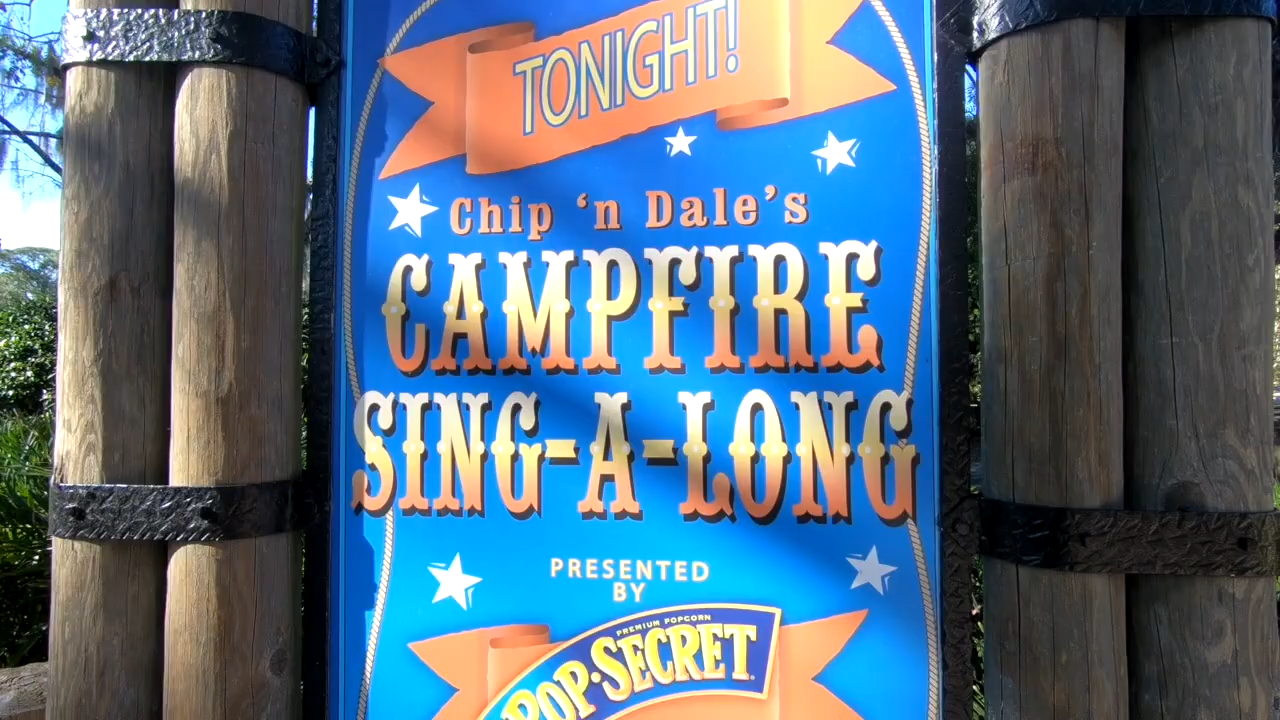 TONIGHT!
Chip ‘n Dale’s
CAMPFIRE
SING-A-LONG
PRESENTED
BY
PREMIUM POPCORN
POP·SECRET